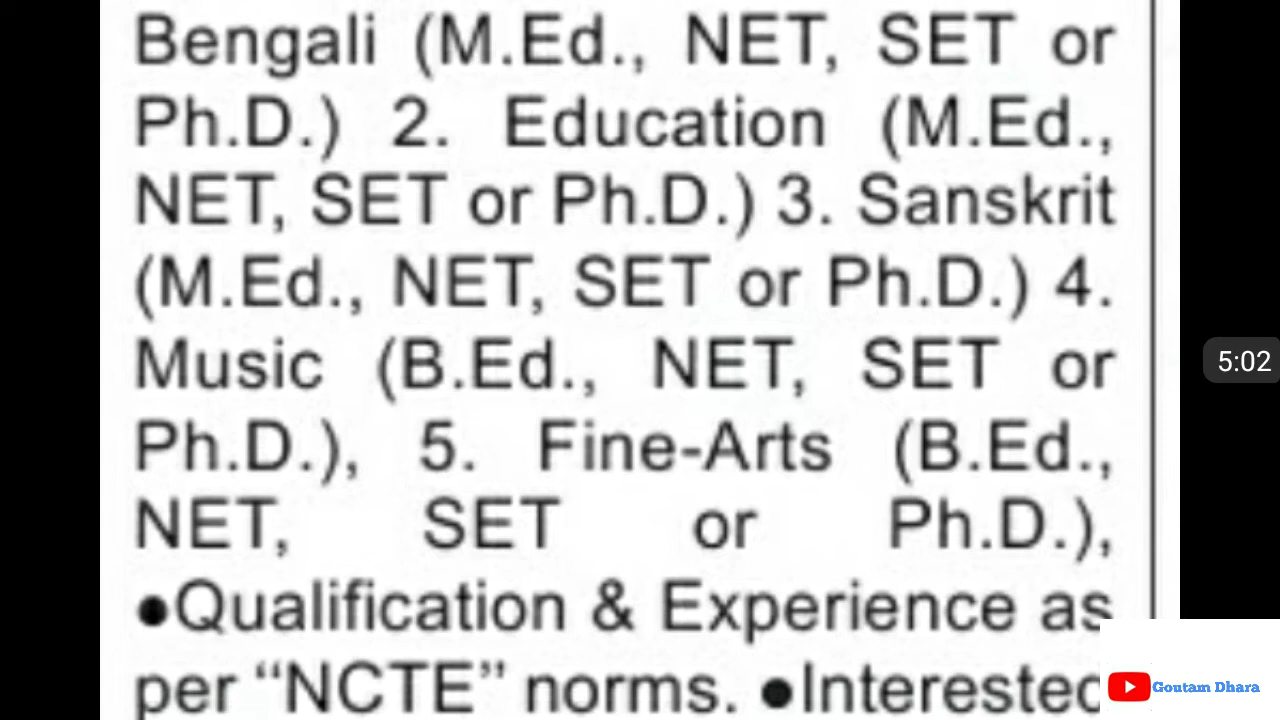 Bengali (M.Ed., NET, SET or
Ph.D.) 2. Education (M.Ed.,
NET, SET or Ph.D.) 3. Sanskrit
(M.Ed., NET, SET or Ph.D.) 4.
Music (B.Ed., NET, SET or
Ph.D.), 5. Fine-Arts (B.Ed.,
NET, SET or Ph.D.),
●Qualification & Experience as
per “NCTE” norms. ●Interested
5:02
Goutam Dhara